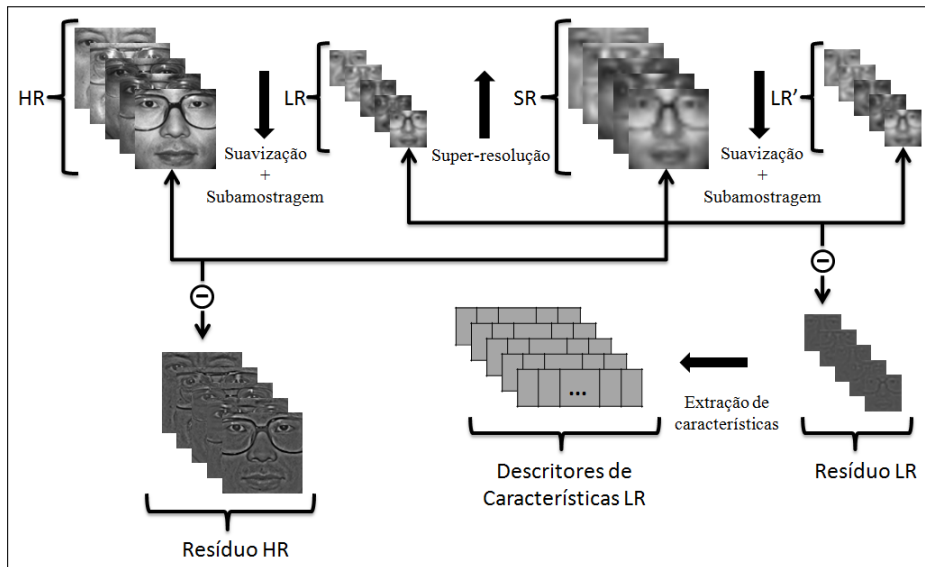 HR
LR
SR
LR’
Suavização
+
Subamostragem
Super-resolução
Suavização
+
Subamostragem
...
Extração de
características
Descritores de
Características LR
Resíduo LR
Resíduo HR